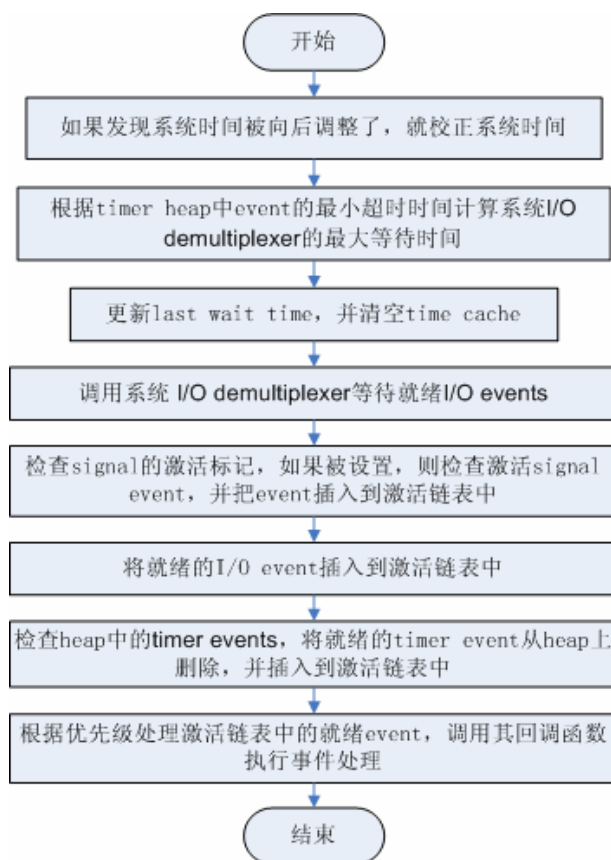 开始
如果发现系统时间被向后调整了，就校正系统时间
根据timer heap中event的最小超时时间计算系统I/O
demultiplexer的最大等待时间
更新last wait time，并清空time cache
调用系统 I/O demultiplexer等待就绪I/O events
检查signal的激活标记，如果被设置，则检查激活signal
event，并把event插入到激活链表中
将就绪的I/O event插入到激活链表中
检查heap中的timer events，将就绪的timer event从heap上
删除，并插入到激活链表中
根据优先级处理激活链表中的就绪event，调用其回调函数
执行事件处理
结束